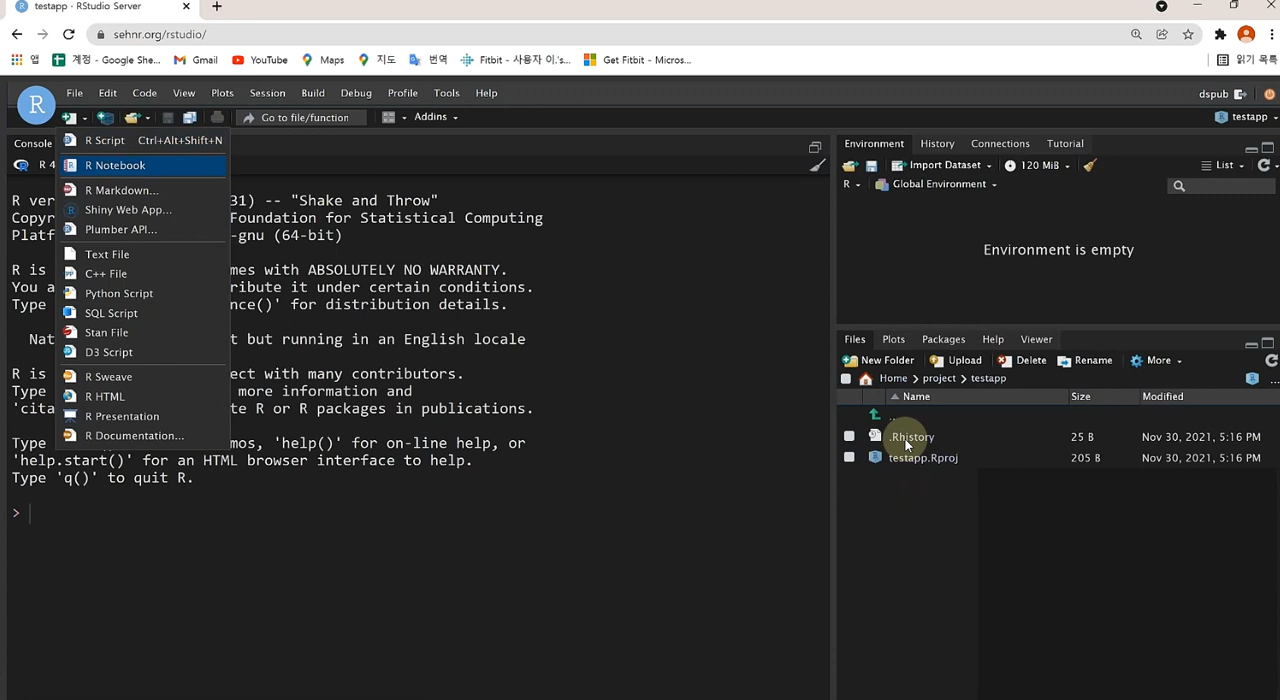 testapp · RStudio Server
sehnr.org/rstudio/
앱
계정 - Google She...
Gmail
YouTube
Maps
지도
번역
Fitbit - 사용자 이,'s...
Get Fitbit - Micros...
읽기 목록
File Edit Code View Plots Session Build Debug Profile Tools Help
dspub
Go to file/function
Addins
testapp
Console
R 4
R Script Ctrl+Alt+Shift+N
R Notebook
R Markdown...
Shiny Web App...
Plumber API...
Text File
C++ File
Python Script
SQL Script
Stan File
D3 Script
R Sweave
R HTML
R Presentation
R Documentation...
R ver 31) -- "Shake and Throw"
Copyr Foundation for Statistical Computing
Platf -gnu (64-bit)
R is mes with ABSOLUTELY NO WARRANTY.
You a ribute it under certain conditions.
Type nce()' for distribution details.
Nat t but running in an English locale
R is ect with many contributors.
Type more information and
'cita te R or R packages in publications.
Type mos, 'help()' for on-line help, or
'help.start()' for an HTML browser interface to help.
Type 'q()' to quit R.
>
Environment History Connections Tutorial
Import Dataset 120 MiB List
R Global Environment
Environment is empty
Files Plots Packages Help Viewer
New Folder Upload Delete Rename More
Home project testapp
...
Name Size Modified
..
.Rhistory 25 B Nov 30, 2021, 5:16 PM
testapp.Rproj 205 B Nov 30, 2021, 5:16 PM